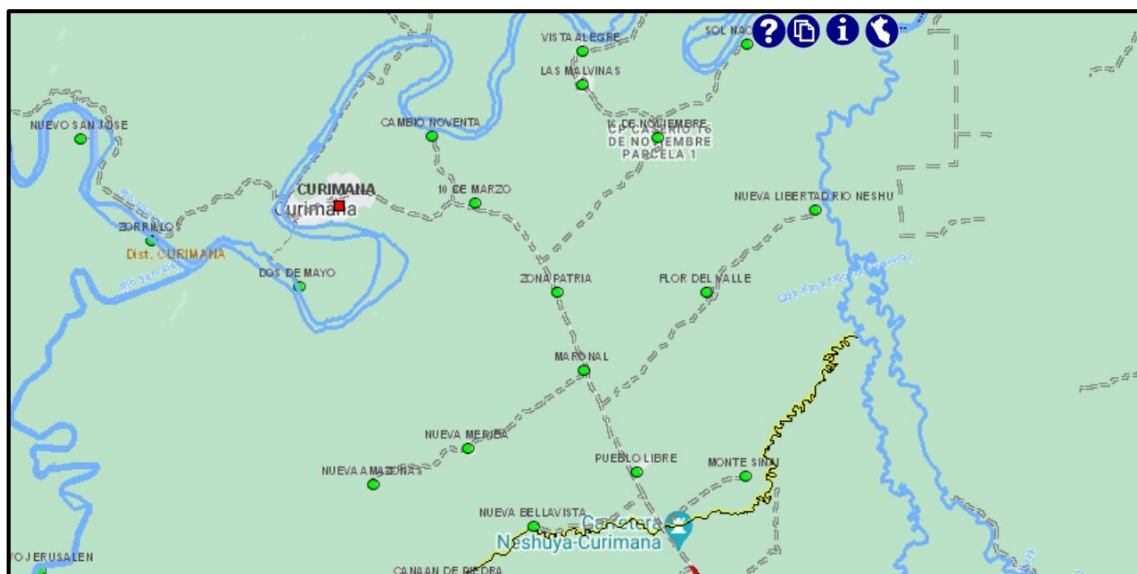 VISTA ALEGRE
SOL NAC
LAS MALVINAS
NUEVO SAN JOSE
CAMBIO NOVENTA
16 DE NOVIEMBRE
CP CASERIO 16
DE NOVIEMBRE
PARCELA 1
CURIMANA
Curimana
10 DE MARZO
NUEVA LIBERTAD RIO NESHU
ZORRILLOS
Dist. CURIMANA
DOS DE MAYO
ZONA PATRIA
FLOR DEL VALLE
MARONAL
NUEVA MERIDA
NUEVA AMAZONAS
PUEBLO LIBRE
MONTE SINAI
NUEVA BELLAVISTA
Carretera
Neshuya-Curimana
VO JERUSALEN
CANAAN DE PIEDRA